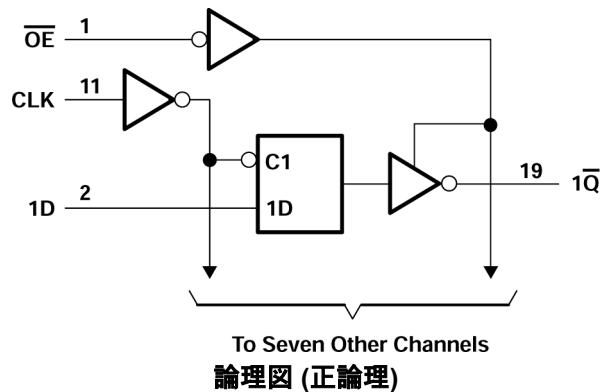 O̅E̅ 1
CLK 11
C1
1D 2
1D
19 1Q̅
To Seven Other Channels
論理図 (正論理)